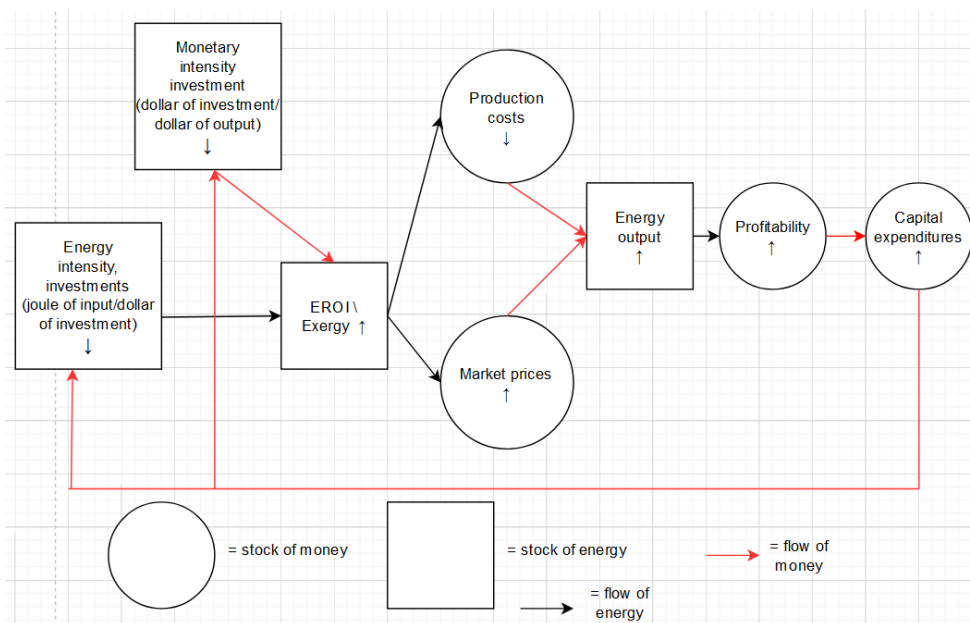 Monetary
intensity
investment
(dollar of investment/
dollar of output)
↓
Energy
intensity,
investments
(joule of input/dollar
of investment)
↓
EROI \
Exergy ↑
Production
costs
↓
Market prices
↑
Energy
output
↑
Profitability
↑
Capital
expenditures
↑
= stock of money
= stock of energy
= flow of
energy
= flow of
money